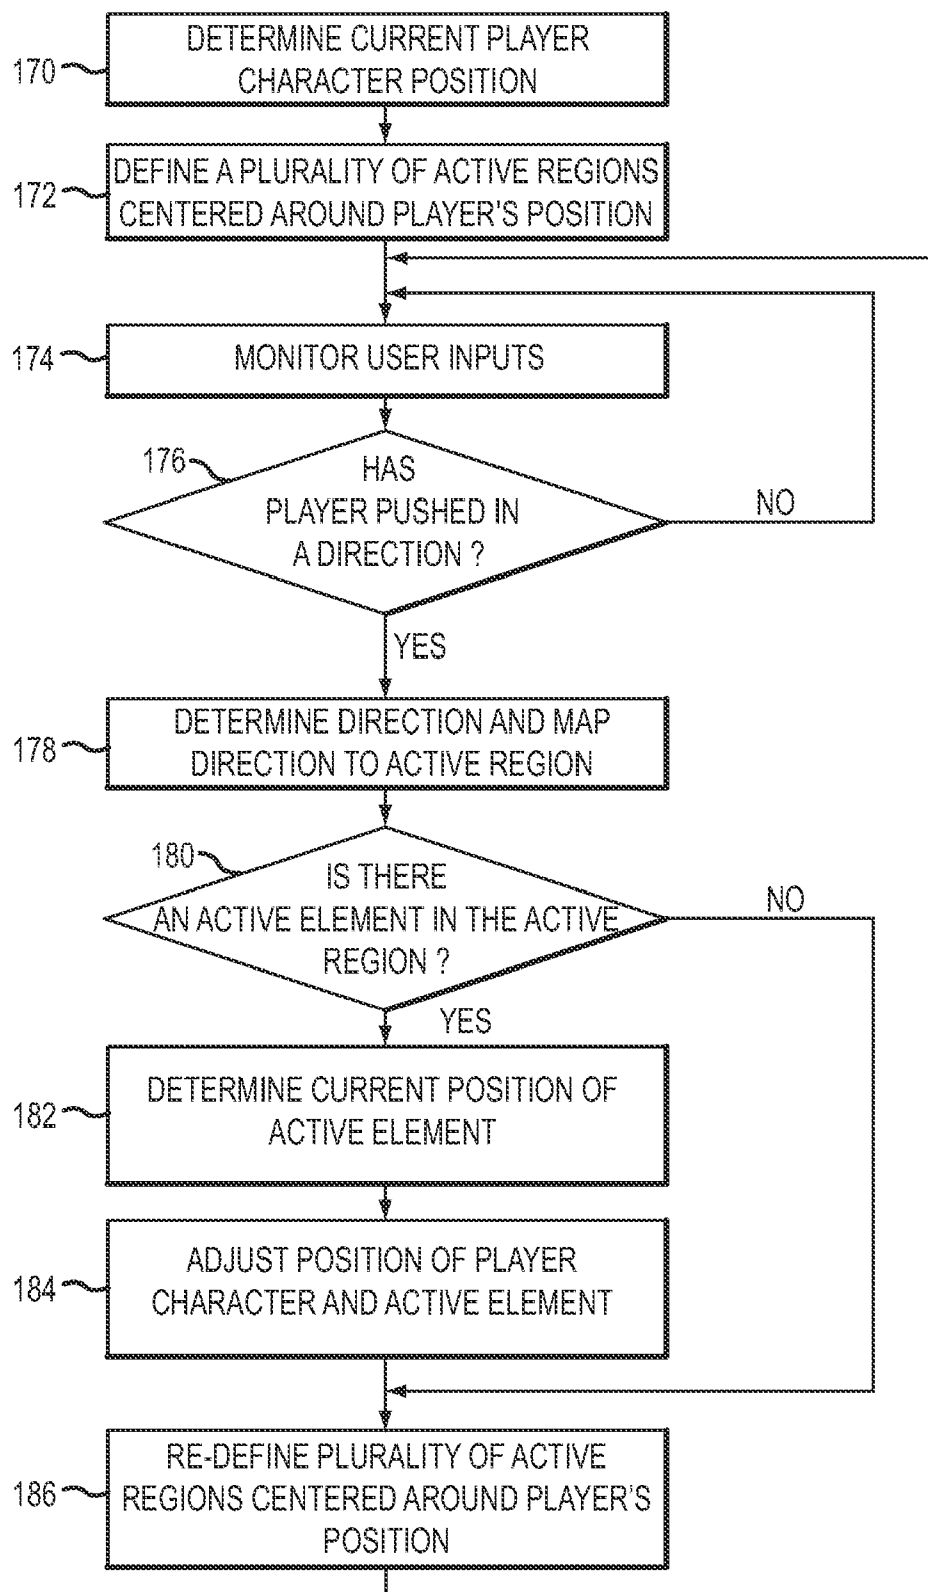 170
DETERMINE CURRENT PLAYER
CHARACTER POSITION
172
DEFINE A PLURALITY OF ACTIVE REGIONS
CENTERED AROUND PLAYER'S POSITION
174
MONITOR USER INPUTS
176
HAS
PLAYER PUSHED IN
A DIRECTION ?
NO
YES
178
DETERMINE DIRECTION AND MAP
DIRECTION TO ACTIVE REGION
180
IS THERE
AN ACTIVE ELEMENT IN THE ACTIVE
REGION ?
NO
YES
182
DETERMINE CURRENT POSITION OF
ACTIVE ELEMENT
184
ADJUST POSITION OF PLAYER
CHARACTER AND ACTIVE ELEMENT
186
RE-DEFINE PLURALITY OF ACTIVE
REGIONS CENTERED AROUND PLAYER'S
POSITION